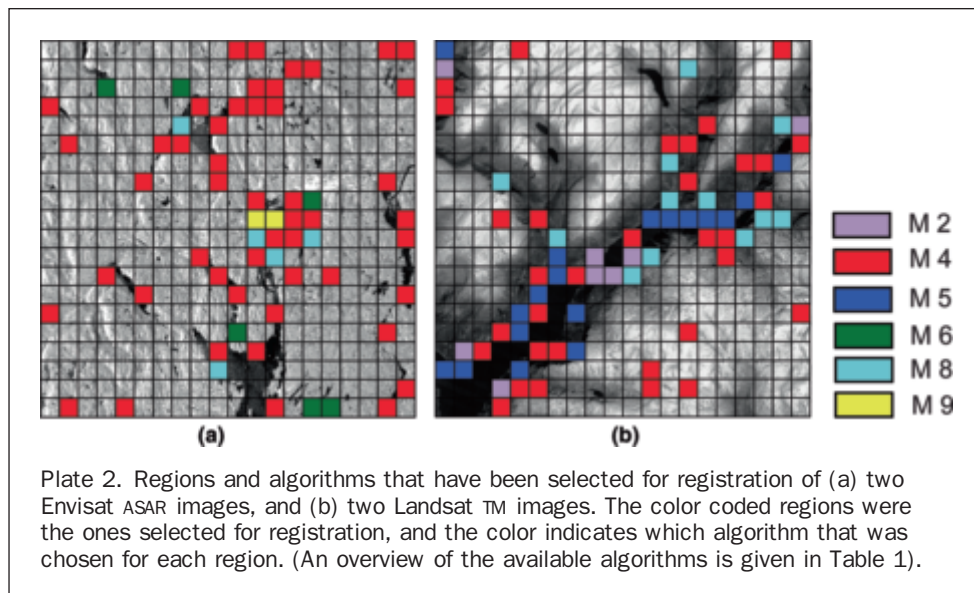 M 2
M 4
M 5
M 6
M 8
M 9
(a)
(b)
Plate 2. Regions and algorithms that have been selected for registration of (a) two
Envisat ASAR images, and (b) two Landsat TM images. The color coded regions were
the ones selected for registration, and the color indicates which algorithm that was
chosen for each region. (An overview of the available algorithms is given in Table 1).